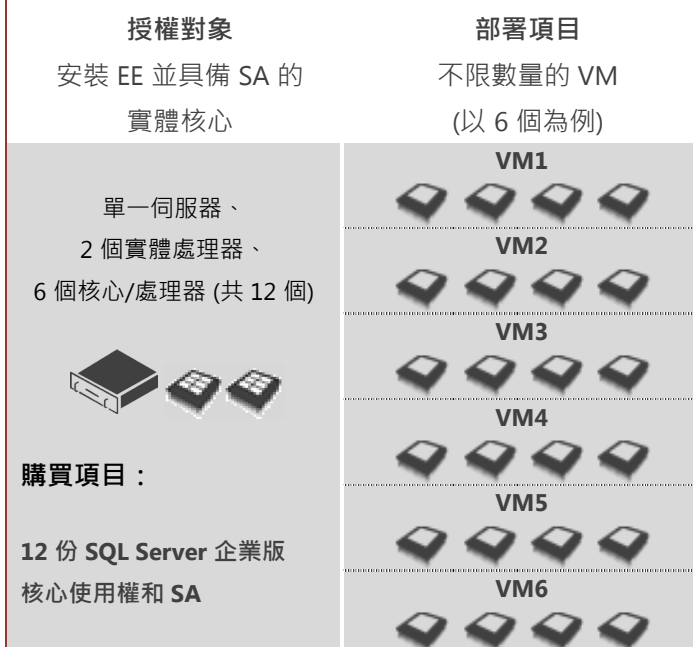 授權對象
安裝 EE 並具備 SA 的
實體核心
部署項目
不限數量的 VM
(以 6 個為例)
單一伺服器、
2 個實體處理器、
6 個核心/處理器 (共 12 個)
購買項目：
12 份 SQL Server 企業版
核心使用權和 SA
VM1
VM2
VM3
VM4
VM5
VM6